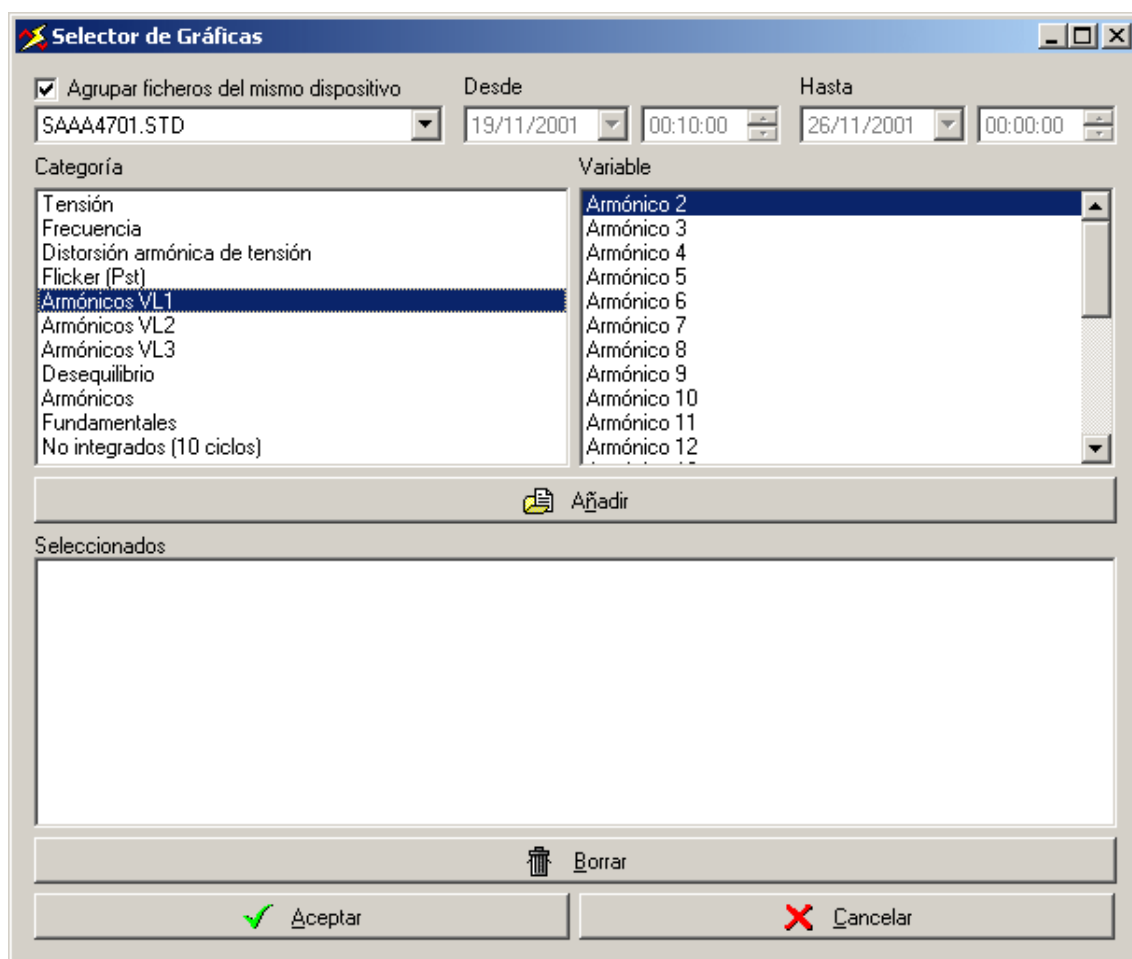 Selector de Gráficas
Agrupar ficheros del mismo dispositivo Desde Hasta
SAAA4701.STD 19/11/2001 00:10:00 26/11/2001 00:00:00
Categoría Variable
Tensión
Frecuencia
Distorsión armónica de tensión
Flicker (Pst)
Armónicos VL1
Armónicos VL2
Armónicos VL3
Desequilibrio
Armónicos
Fundamentales
No integrados (10 ciclos)
Armónico 2
Armónico 3
Armónico 4
Armónico 5
Armónico 6
Armónico 7
Armónico 8
Armónico 9
Armónico 10
Armónico 11
Armónico 12
Añadir
Seleccionados
Borrar
Aceptar Cancelar